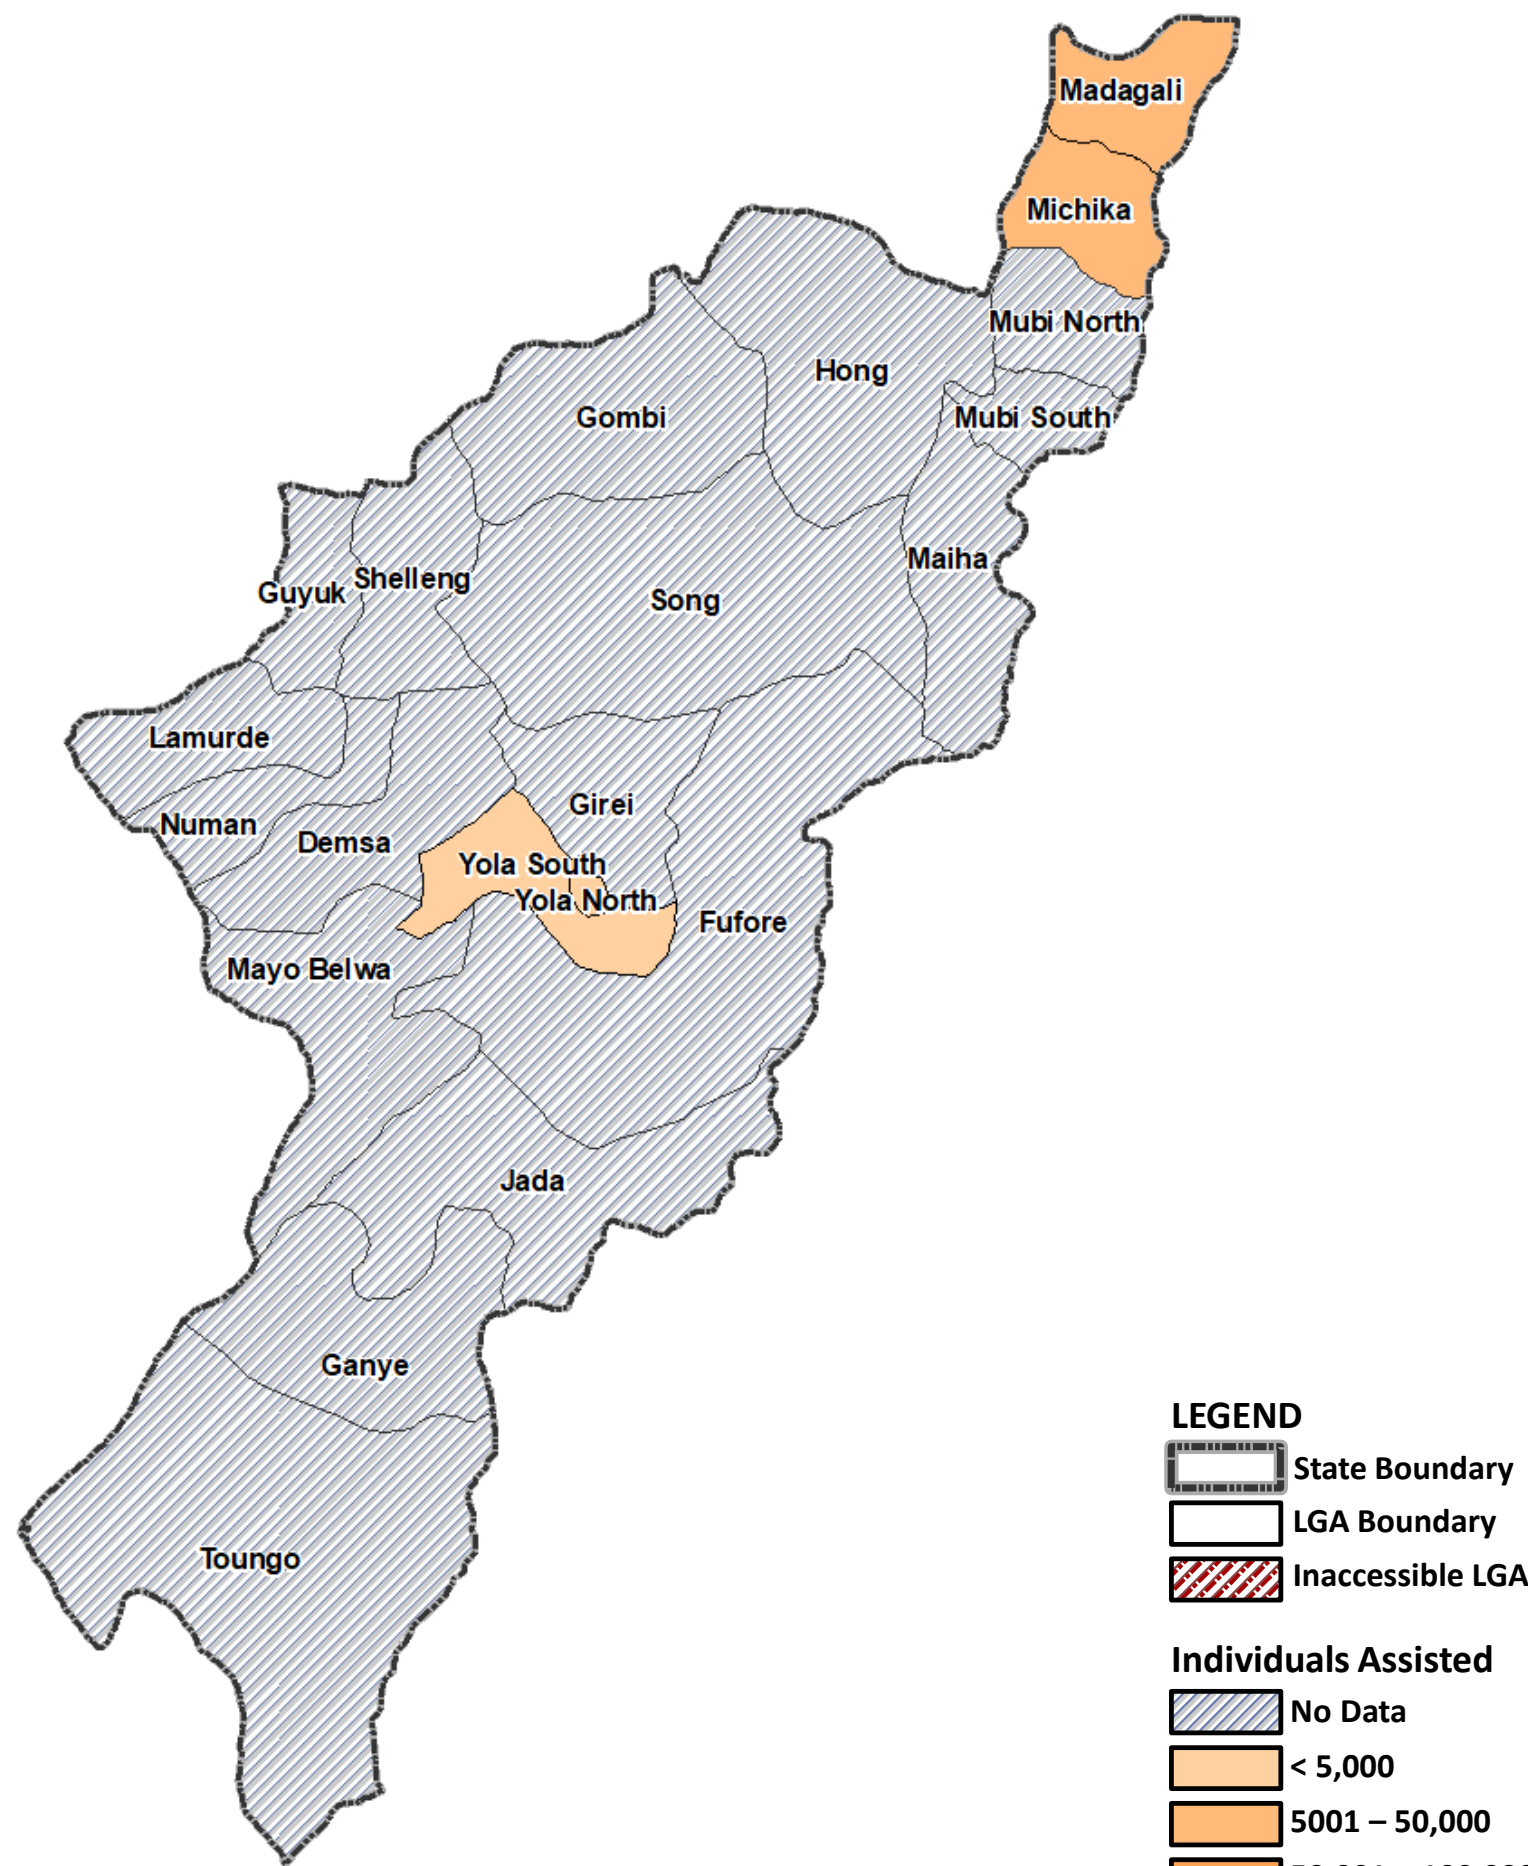 Madagali
Michika
Mubi North
Hong
Mubi South
Gombi
Maiha
Shelleng
Guyuk
Song
Lamurde
Girei
Numan
Demsa
Yola South
Yola North
Fufore
Mayo Belwa
Jada
Ganye
Toungo
LEGEND
State Boundary
LGA Boundary
Inaccessible LGA
Individuals Assisted
No Data
< 5,000
5001 – 50,000